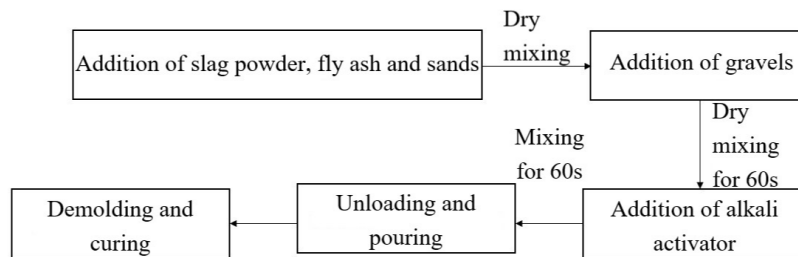 Addition of slag powder, fly ash and sands
Dry
mixing
Addition of gravels
Dry
mixing
for 60s
Addition of alkali
activator
Mixing
for 60s
Unloading and
pouring
Demolding and
curing